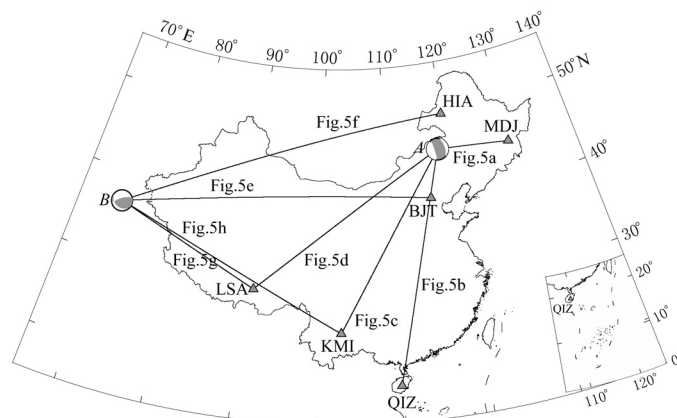 70°E
80°
90°
100°
110°
120°
130°
140°
50°N
HIA
Fig.5f
MDJ
A
Fig.5a
40°
Fig.5e
B
BJT
Fig.5h
30°
Fig.5g
Fig.5d
20°
LSA
Fig.5b
QIZ
Fig.5c
10°
KMI
0
120°
110°
QIZ